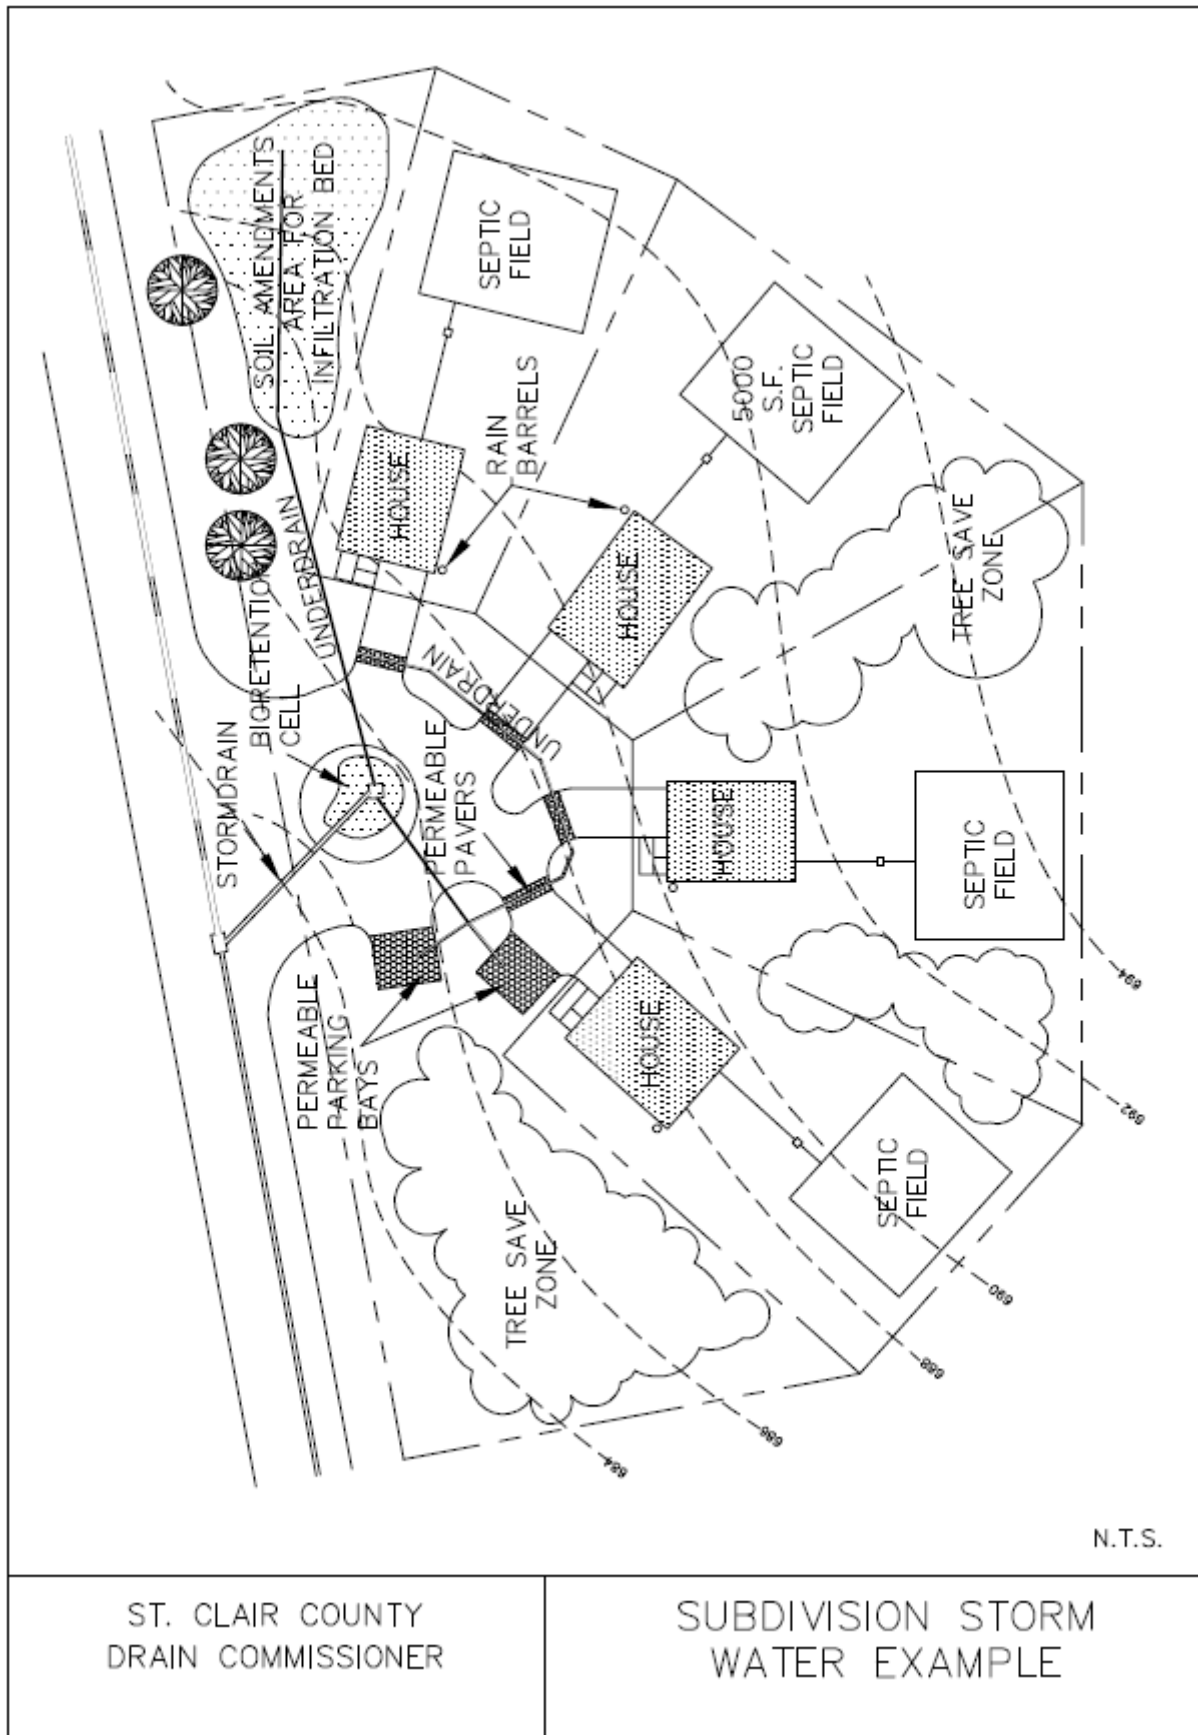 SOIL AMENDMENTS
AREA FOR
INFILTRATION BED
SEPTIC
FIELD
RAIN
BARRELS
HOUSE
5000
S.F.
SEPTIC
FIELD
UNDERDRAIN
BIORETENTION
CELL
STORMDRAIN
UNDERDRAIN
HOUSE
TREE SAVE
ZONE
PERMEABLE
PAVERS
HOUSE
SEPTIC
FIELD
PERMEABLE
PARKING
BAYS
HOUSE
SEPTIC
FIELD
TREE SAVE
ZONE
694
692
690
688
686
684
N.T.S.
ST. CLAIR COUNTY
DRAIN COMMISSIONER
SUBDIVISION STORM
WATER EXAMPLE